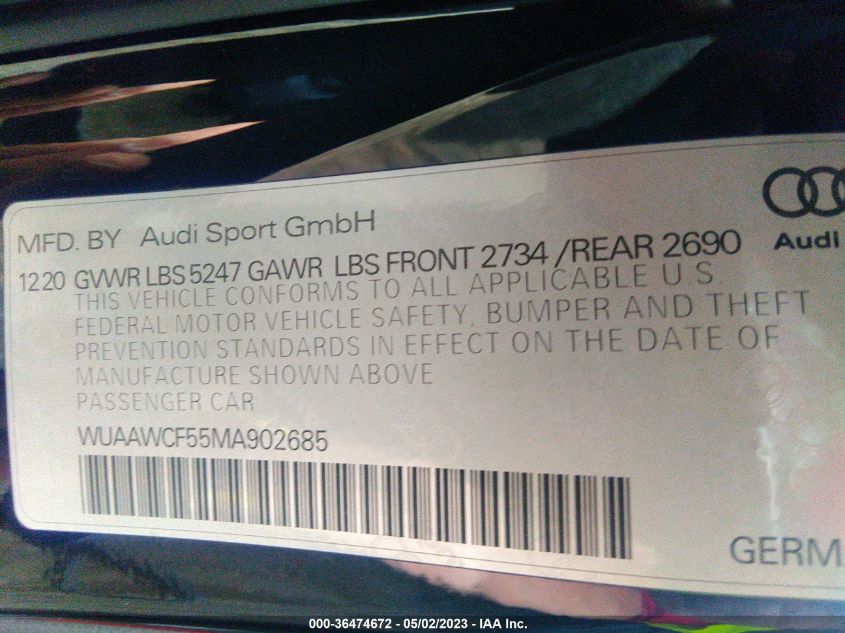 MFD. BY Audi Sport GmbH
Audi
1220 GVWR LBS 5247 GAWR LBS FRONT 2734 /REAR 2690
THIS VEHICLE CONFORMS TO ALL APPLICABLE U S
FEDERAL MOTOR VEHICLE SAFETY, BUMPER AND THEFT
PREVENTION STANDARDS IN EFFECT ON THE DATE OF
MANUFACTURE SHOWN ABOVE
PASSENGER CAR
WUAAWCF55MA902685
GERM
000-36474672 - 05/02/2023 - IAA Inc.